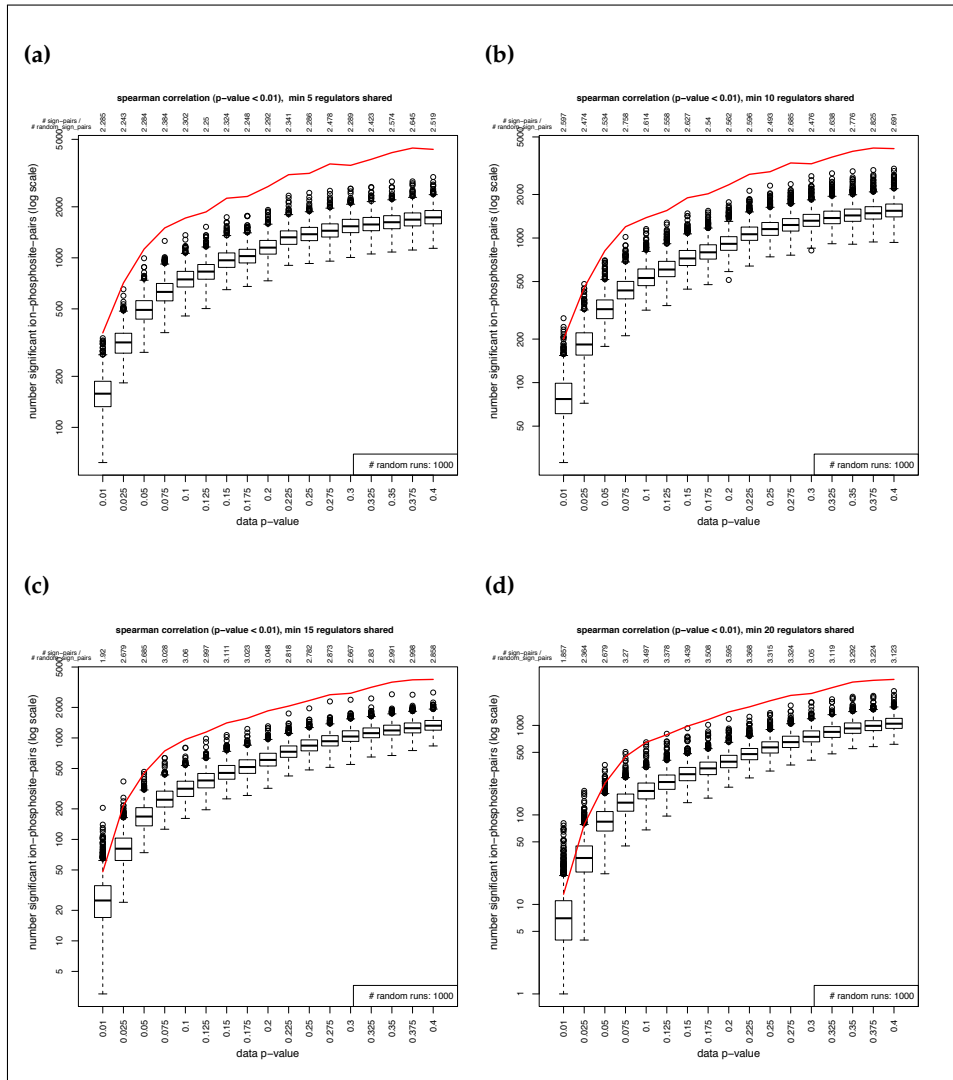 (a)
spearman correlation (p-value < 0.01), min 5 regulators shared
# sign-pairs /
# random_sign_pairs
2.285 2.243 2.284 2.384 2.302 2.25 2.324 2.248 2.292 2.341 2.286 2.478 2.289 2.423 2.574 2.645 2.519
number significant ion-phosphosite-pairs (log scale)
5000
2000
1000
500
200
100
# random runs: 1000
0.01 0.025 0.05 0.075 0.1 0.125 0.15 0.175 0.2 0.225 0.25 0.275 0.3 0.325 0.35 0.375 0.4
data p-value
(b)
spearman correlation (p-value < 0.01), min 10 regulators shared
# sign-pairs /
# random_sign_pairs
2.597 2.474 2.534 2.758 2.614 2.558 2.627 2.54 2.562 2.596 2.493 2.685 2.476 2.638 2.776 2.825 2.691
number significant ion-phosphosite-pairs (log scale)
5000
2000
1000
500
200
100
50
# random runs: 1000
0.01 0.025 0.05 0.075 0.1 0.125 0.15 0.175 0.2 0.225 0.25 0.275 0.3 0.325 0.35 0.375 0.4
data p-value
(c)
spearman correlation (p-value < 0.01), min 15 regulators shared
# sign-pairs /
# random_sign_pairs
1.92 2.679 2.685 3.028 3.06 2.997 3.111 3.023 3.048 2.818 2.782 2.873 2.667 2.83 2.991 2.998 2.858
number significant ion-phosphosite-pairs (log scale)
5000
2000
1000
500
200
100
50
20
10
5
# random runs: 1000
0.01 0.025 0.05 0.075 0.1 0.125 0.15 0.175 0.2 0.225 0.25 0.275 0.3 0.325 0.35 0.375 0.4
data p-value
(d)
spearman correlation (p-value < 0.01), min 20 regulators shared
# sign-pairs /
# random_sign_pairs
1.857 2.364 2.679 3.27 3.497 3.378 3.439 3.508 3.595 3.368 3.315 3.324 3.05 3.119 3.292 3.224 3.123
number significant ion-phosphosite-pairs (log scale)
1000
500
100
50
10
5
1
# random runs: 1000
0.01 0.025 0.05 0.075 0.1 0.125 0.15 0.175 0.2 0.225 0.25 0.275 0.3 0.325 0.35 0.375 0.4
data p-value